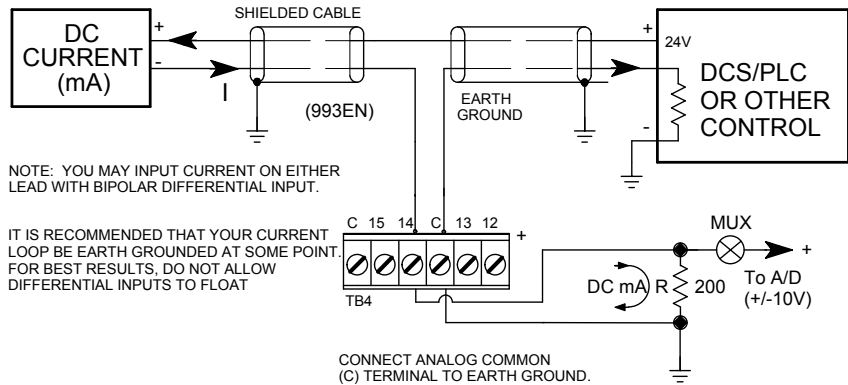 SHIELDED CABLE
DC
CURRENT
(mA)
+
-
I
(993EN)
EARTH
GROUND
+
24V
-
DCS/PLC
OR OTHER
CONTROL
NOTE: YOU MAY INPUT CURRENT ON EITHER
LEAD WITH BIPOLAR DIFFERENTIAL INPUT.
IT IS RECOMMENDED THAT YOUR CURRENT
LOOP BE EARTH GROUNDED AT SOME POINT.
FOR BEST RESULTS, DO NOT ALLOW
DIFFERENTIAL INPUTS TO FLOAT
C 15 14 C 13 12
+
TB4
MUX
+
To A/D
(+/-10V)
DC mA R 200
CONNECT ANALOG COMMON
(C) TERMINAL TO EARTH GROUND.